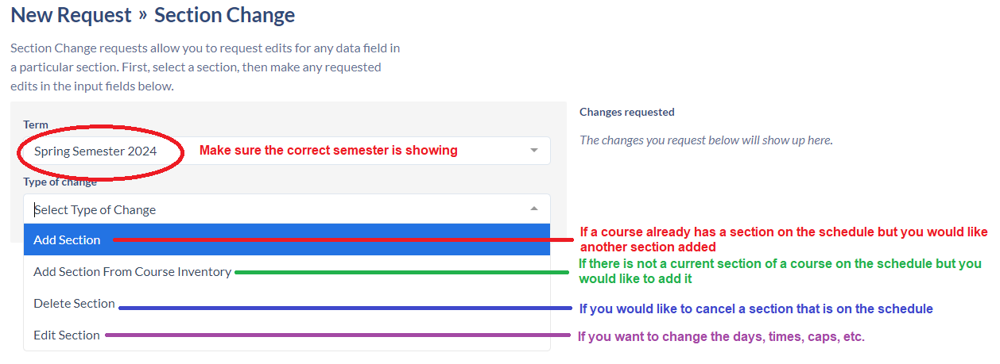 New Request » Section Change
Section Change requests allow you to request edits for any data field in
a particular section. First, select a section, then make any requested
edits in the input fields below.
Term
Spring Semester 2024
Make sure the correct semester is showing
Type of change
Select Type of Change
Add Section
Add Section From Course Inventory
Delete Section
Edit Section
Changes requested
The changes you request below will show up here.
If a course already has a section on the schedule but you would like
another section added
If there is not a current section of a course on the schedule but you
would like to add it
If you would like to cancel a section that is on the schedule
If you want to change the days, times, caps, etc.